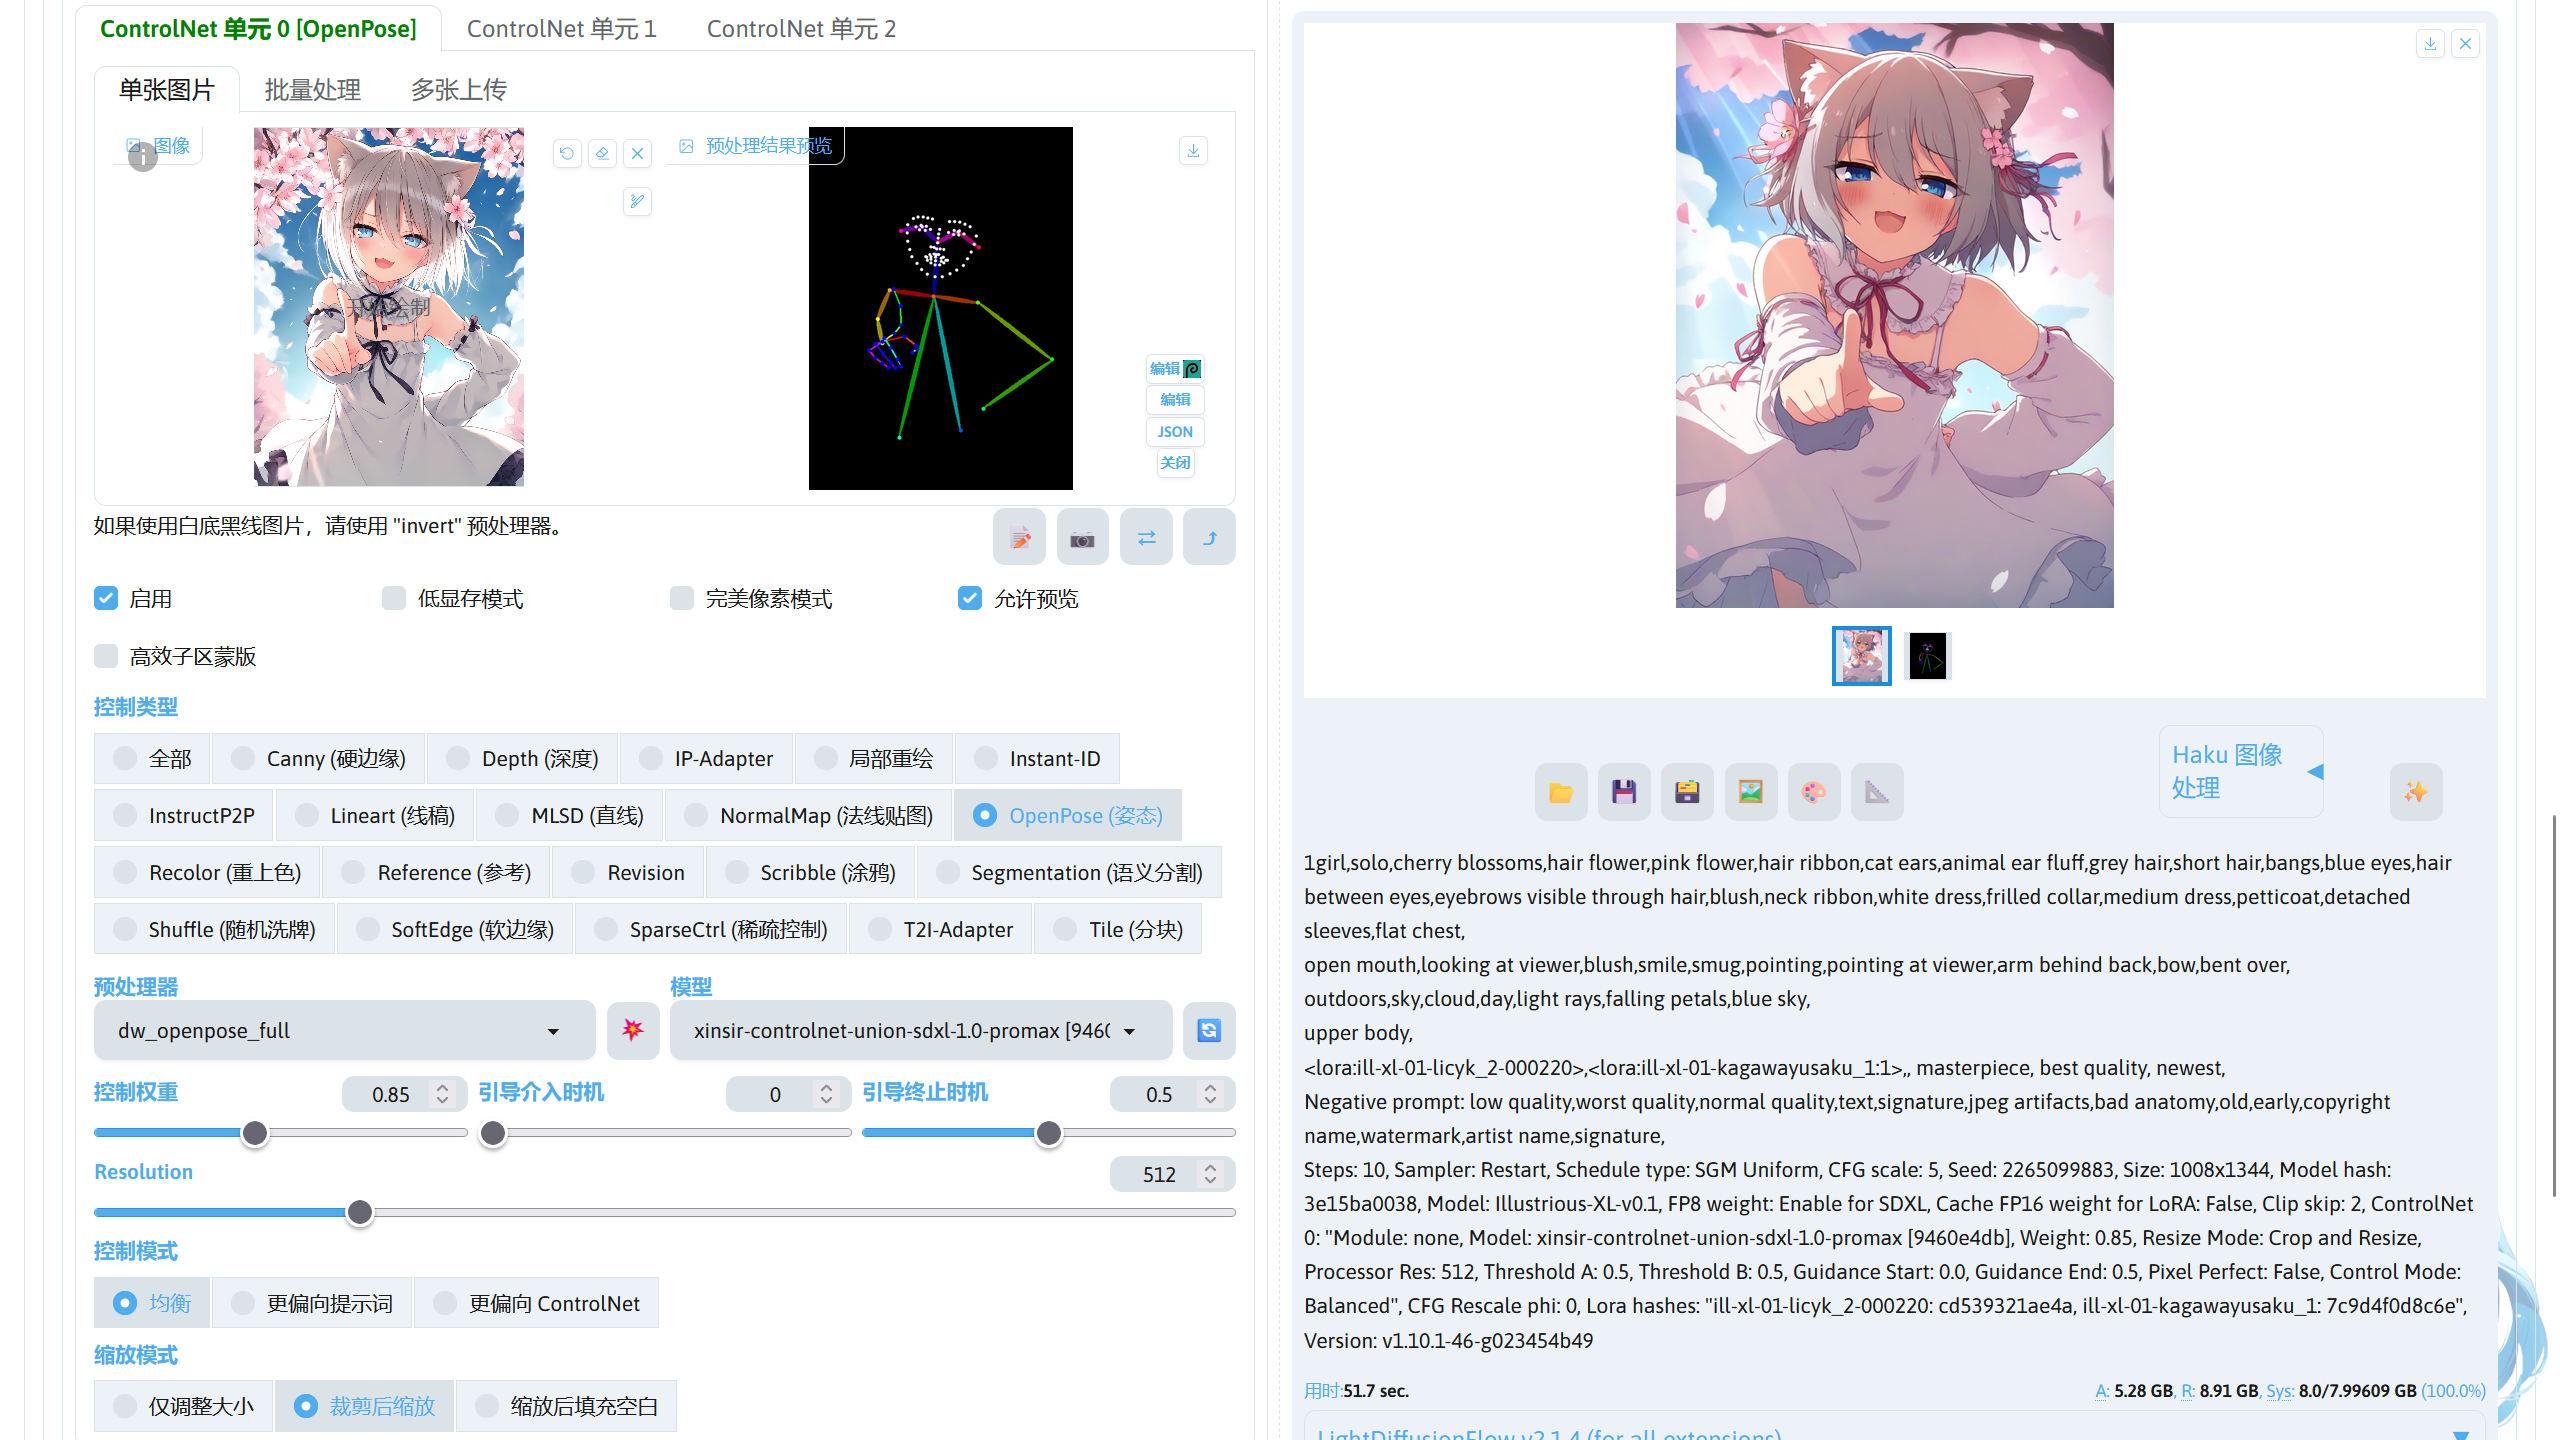 ControlNet 单元 0 [OpenPose]
ControlNet 单元 1
ControlNet 单元 2
单张图片
批量处理
多张上传
图像
开始绘制
预处理结果预览
编辑
编辑
JSON
关闭
如果使用白底黑线图片，请使用 "invert" 预处理器。
启用
低显存模式
完美像素模式
允许预览
高效子区蒙版
控制类型
全部
Canny (硬边缘)
Depth (深度)
IP-Adapter
局部重绘
Instant-ID
InstructP2P
Lineart (线稿)
MLSD (直线)
NormalMap (法线贴图)
OpenPose (姿态)
Recolor (重上色)
Reference (参考)
Revision
Scribble (涂鸦)
Segmentation (语义分割)
Shuffle (随机洗牌)
SoftEdge (软边缘)
SparseCtrl (稀疏控制)
T2I-Adapter
Tile (分块)
预处理器
模型
dw_openpose_full
xinsir-controlnet-union-sdxl-1.0-promax [946(
控制权重
0.85
引导介入时机
0
引导终止时机
0.5
Resolution
512
控制模式
均衡
更偏向提示词
更偏向 ControlNet
缩放模式
仅调整大小
裁剪后缩放
缩放后填充空白
Haku 图像
处理
1girl,solo,cherry blossoms,hair flower,pink flower,hair ribbon,cat ears,animal ear fluff,grey hair,short hair,bangs,blue eyes,hair
between eyes,eyebrows visible through hair,blush,neck ribbon,white dress,frilled collar,medium dress,petticoat,detached
sleeves,flat chest,
open mouth,looking at viewer,blush,smile,smug,pointing,pointing at viewer,arm behind back,bow,bent over,
outdoors,sky,cloud,day,light rays,falling petals,blue sky,
upper body,
<lora:ill-xl-01-licyk_2-000220>,<lora:ill-xl-01-kagawayusaku_1:1>,, masterpiece, best quality, newest,
Negative prompt: low quality,worst quality,normal quality,text,signature,jpeg artifacts,bad anatomy,old,early,copyright
name,watermark,artist name,signature,
Steps: 10, Sampler: Restart, Schedule type: SGM Uniform, CFG scale: 5, Seed: 2265099883, Size: 1008x1344, Model hash:
3e15ba0038, Model: Illustrious-XL-v0.1, FP8 weight: Enable for SDXL, Cache FP16 weight for LoRA: False, Clip skip: 2, ControlNet
0: "Module: none, Model: xinsir-controlnet-union-sdxl-1.0-promax [9460e4db], Weight: 0.85, Resize Mode: Crop and Resize,
Processor Res: 512, Threshold A: 0.5, Threshold B: 0.5, Guidance Start: 0.0, Guidance End: 0.5, Pixel Perfect: False, Control Mode:
Balanced", CFG Rescale phi: 0, Lora hashes: "ill-xl-01-licyk_2-000220: cd539321ae4a, ill-xl-01-kagawayusaku_1: 7c9d4f0d8c6e",
Version: v1.10.1-46-g023454b49
用时:51.7 sec.
A: 5.28 GB, R: 8.91 GB, Sys: 8.0/7.99609 GB (100.0%)
LightDiffusionFlow v2.1.4 (for all extensions)